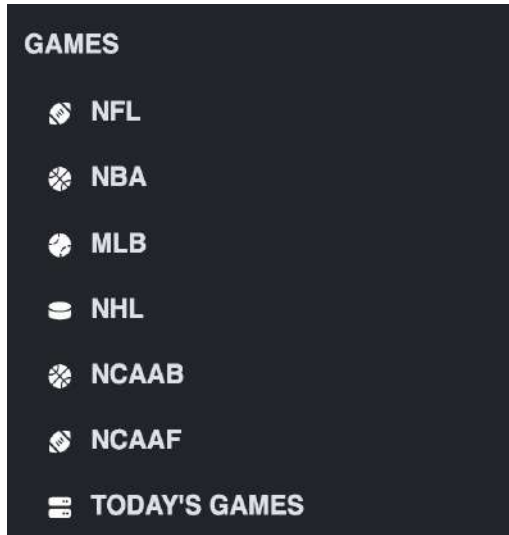 GAMES
NFL
NBA
MLB
NHL
NCAAB
NCAAF
TODAY'S GAMES